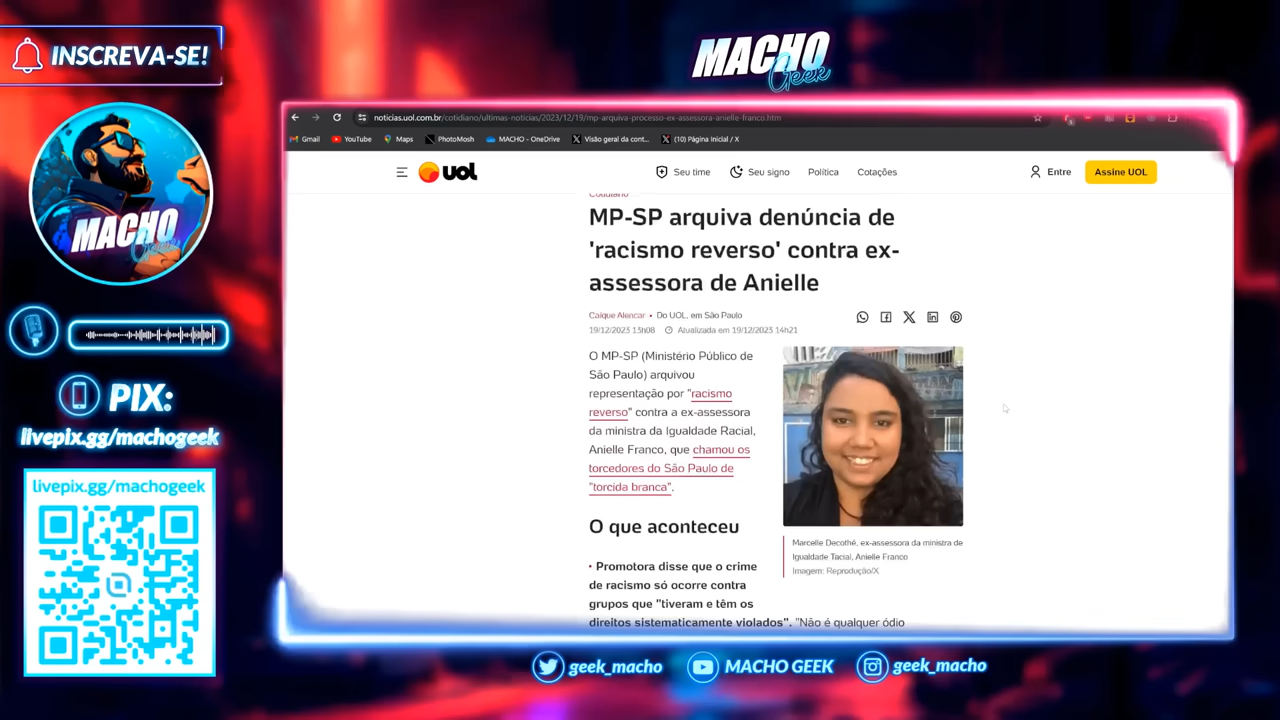 INSCREVA-SE!
MACHO
Geek
MACHO
Geek
PIX:
livepix.gg/machogeek
livepix.gg/machogeek
noticias.uol.com.br/cotidiano/ultimas-noticias/2023/12/19/mp-arquiva-processo-ex-assessora-anielle-franco.htm
Gmail YouTube Maps PhotoMosh MACHO - OneDrive Visão geral da cont... (10) Página Inicial / X
uol Seu time Seu signo Política Cotações Entre Assine UOL
Cotidiano
MP-SP arquiva denúncia de
'racismo reverso' contra ex-
assessora de Anielle
Caíque Alencar • Do UOL, em São Paulo
19/12/2023 13h08 Atualizada em 19/12/2023 14h21
O MP-SP (Ministério Público de
São Paulo) arquivou
representação por "racismo
reverso" contra a ex-assessora
da ministra da Igualdade Racial,
Anielle Franco, que chamou os
torcedores do São Paulo de
"torcida branca".
Marcelle Decothé, ex-assessora da ministra de
Igualdade Tacial, Anielle Franco
Imagem: Reprodução/X
O que aconteceu
• Promotora disse que o crime
de racismo só ocorre contra
grupos que "tiveram e têm os
direitos sistematicamente violados". "Não é qualquer ódio
geek_macho MACHO GEEK geek_macho